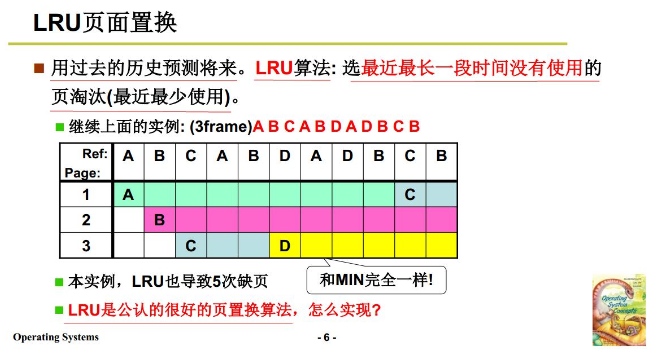 LRU页面置换
用过去的历史预测将来。LRU算法: 选最近最长一段时间没有使用的
页淘汰(最近最少使用)。
继续上面的实例: (3frame)A B C A B D A D B C B
Ref: A B C A B D A D B C B
Page:
1 A C
2 B
3 C D
本实例，LRU也导致5次缺页
和MIN完全一样!
LRU是公认的很好的页置换算法，怎么实现?
Operating Systems
- 6 -
Operating
System
Concepts